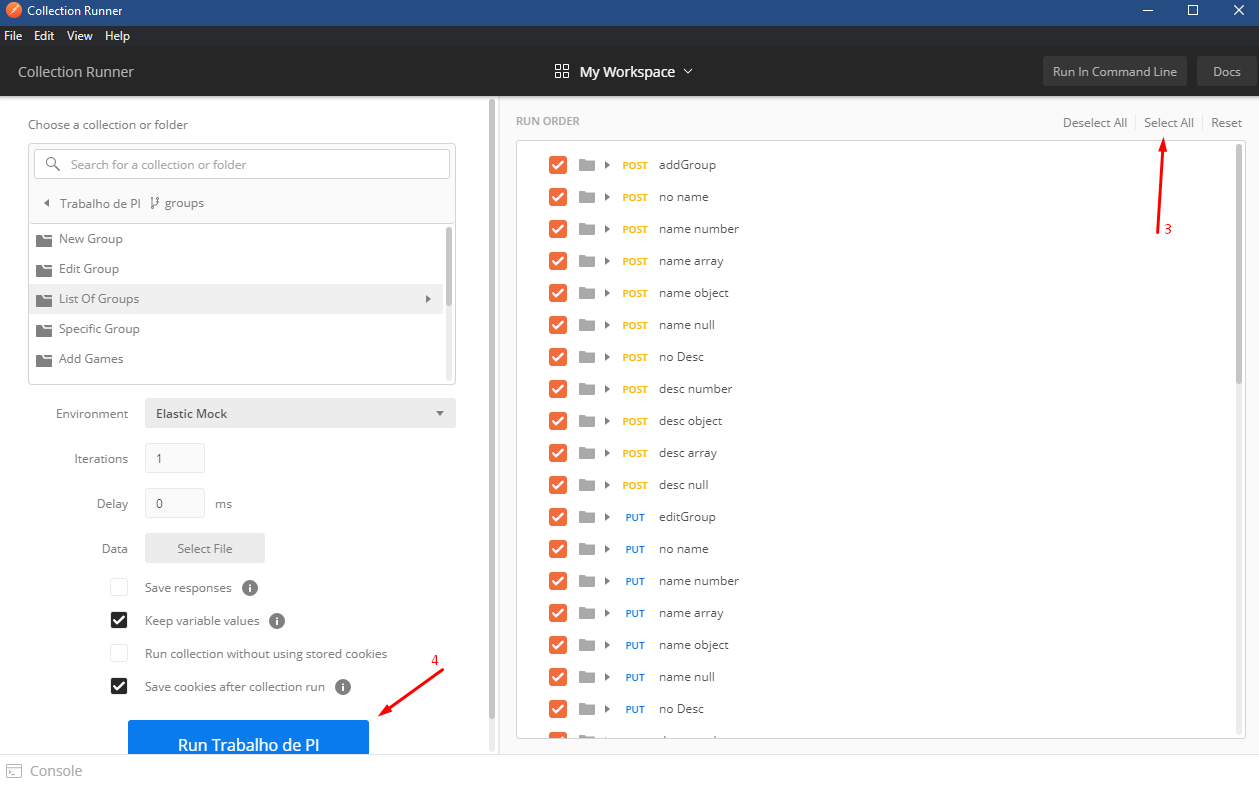 Collection Runner
File Edit View Help
Collection Runner
My Workspace
Run In Command Line
Docs
Choose a collection or folder
Search for a collection or folder
Trabalho de PI groups
New Group
Edit Group
List Of Groups
Specific Group
Add Games
Environment Elastic Mock
Iterations 1
Delay 0 ms
Data Select File
Save responses
Keep variable values
Run collection without using stored cookies
Save cookies after collection run
4
Run Trabalho de PI
RUN ORDER
Deselect All Select All Reset
3
POST addGroup
POST no name
POST name number
POST name array
POST name object
POST name null
POST no Desc
POST desc number
POST desc object
POST desc array
POST desc null
PUT editGroup
PUT no name
PUT name number
PUT name array
PUT name object
PUT name null
PUT no Desc
Console